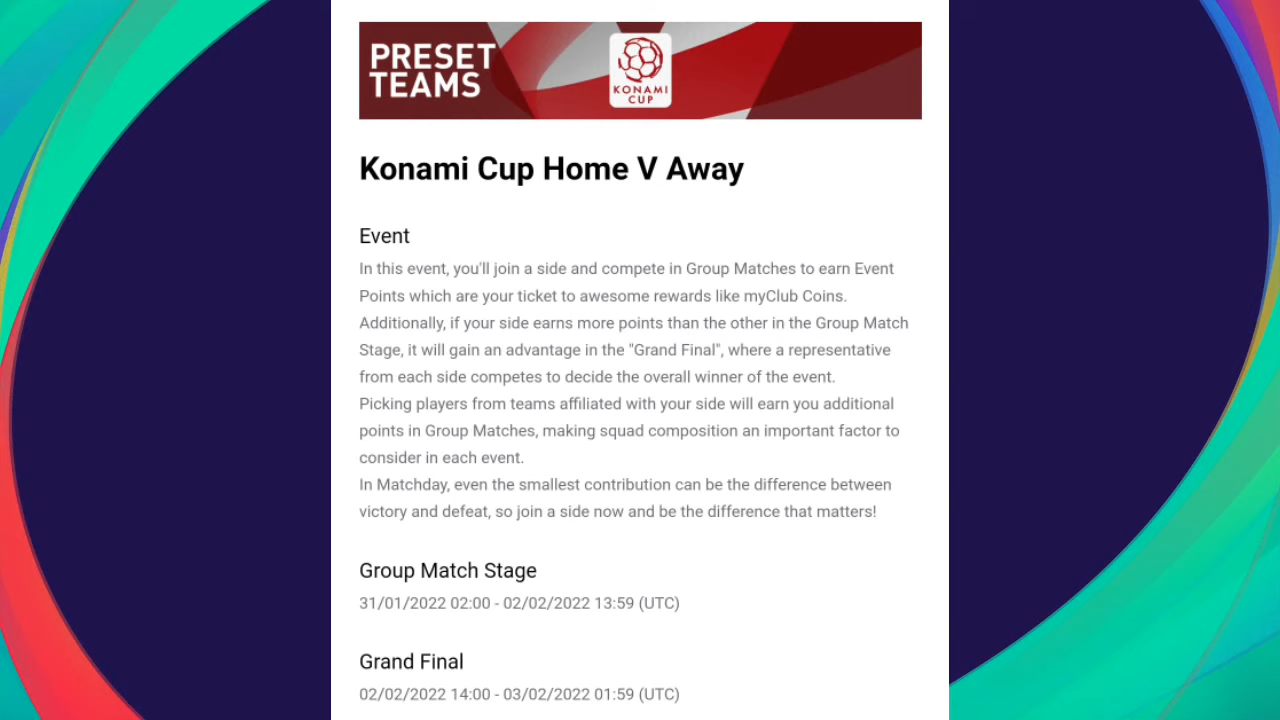 PRESET
TEAMS
KONAMI
CUP
Konami Cup Home V Away
Event
In this event, you'll join a side and compete in Group Matches to earn Event
Points which are your ticket to awesome rewards like myClub Coins.
Additionally, if your side earns more points than the other in the Group Match
Stage, it will gain an advantage in the "Grand Final", where a representative
from each side competes to decide the overall winner of the event.
Picking players from teams affiliated with your side will earn you additional
points in Group Matches, making squad composition an important factor to
consider in each event.
In Matchday, even the smallest contribution can be the difference between
victory and defeat, so join a side now and be the difference that matters!
Group Match Stage
31/01/2022 02:00 - 02/02/2022 13:59 (UTC)
Grand Final
02/02/2022 14:00 - 03/02/2022 01:59 (UTC)